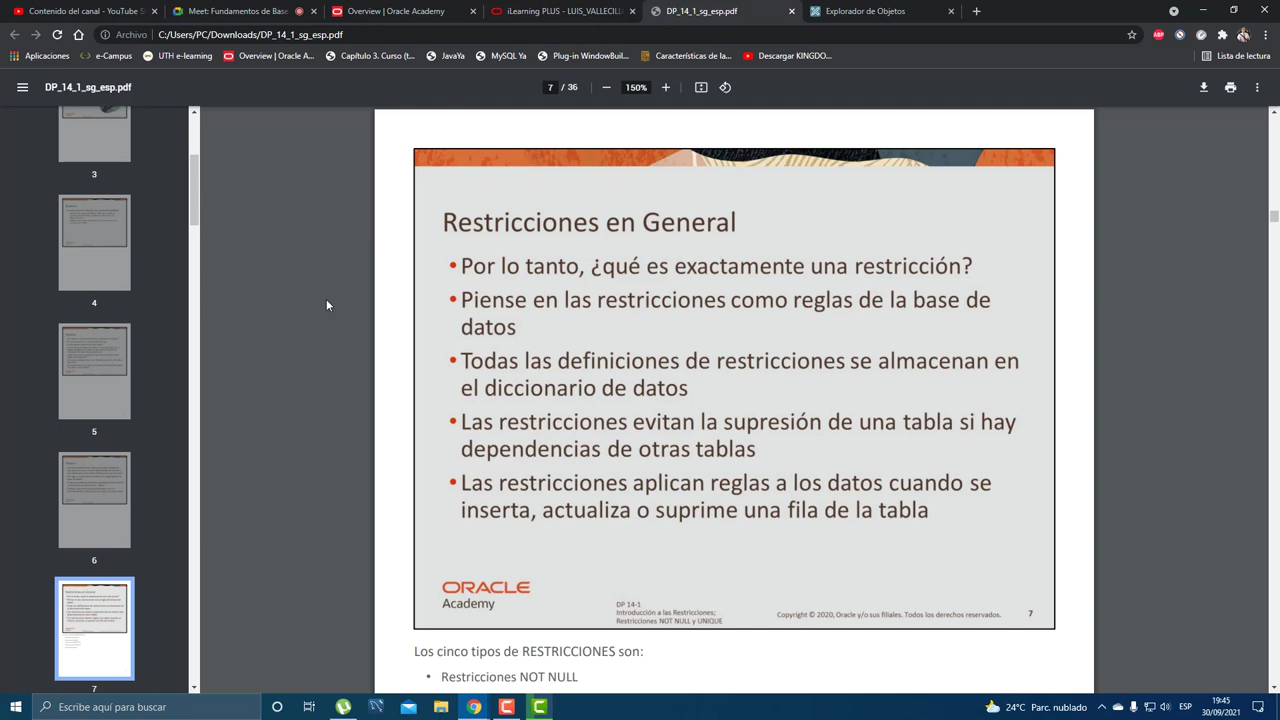 Contenido del canal - YouTube S
Meet: Fundamentos de Base
Overview | Oracle Academy
iLearning PLUS - LUIS_VALLECILL
DP_14_1_sg_esp.pdf
Explorador de Objetos
Archivo | C:/Users/PC/Downloads/DP_14_1_sg_esp.pdf
Aplicaciones
e-Campus
UTH e-learning
Overview | Oracle A...
Capítulo 3. Curso (t...
JavaYa
MySQL Ya
Plug-in WindowBuil...
Características de la...
Descargar KINGDO...
Lista de lectura
DP_14_1_sg_esp.pdf
7 / 36
150%
3
4
5
6
7
Restricciones en General
• Por lo tanto, ¿qué es exactamente una restricción?
• Piense en las restricciones como reglas de la base de
datos
• Todas las definiciones de restricciones se almacenan en
el diccionario de datos
• Las restricciones evitan la supresión de una tabla si hay
dependencias de otras tablas
• Las restricciones aplican reglas a los datos cuando se
inserta, actualiza o suprime una fila de la tabla
ORACLE
Academy
DP 14-1
Introducción a las Restricciones;
Restricciones NOT NULL y UNIQUE
Copyright © 2020, Oracle y/o sus filiales. Todos los derechos reservados.
7
Los cinco tipos de RESTRICCIONES son:
• Restricciones NOT NULL
Escribe aquí para buscar
24°C Parc. nublado
ESP
19:45
30/09/2021